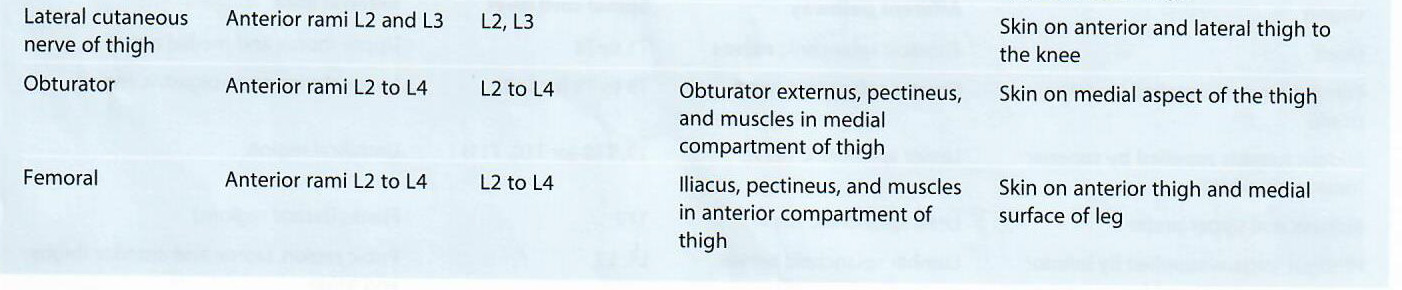 Lateral cutaneous nerve of thigh
Anterior rami L2 and L3
L2, L3
Skin on anterior and lateral thigh to
the knee
Obturator
Anterior rami L2 to L4
L2 to L4
Obturator externus, pectineus,
and muscles in medial
compartment of thigh
Skin on medial aspect of the thigh
Femoral
Anterior rami L2 to L4
L2 to L4
Iliacus, pectineus, and muscles
in anterior compartment of
thigh
Skin on anterior thigh and medial
surface of leg